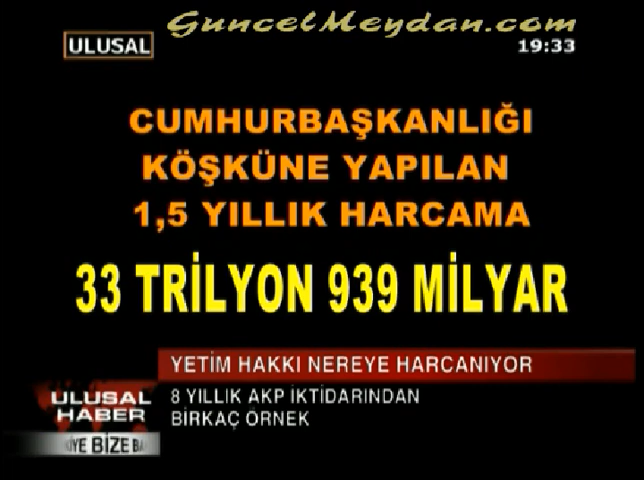 GuncelMeydan.com
ULUSAL
19:33
CUMHURBAŞKANLIĞI
KÖŞKÜNE YAPILAN
1,5 YILLIK HARCAMA
33 TRİLYON 939 MİLYAR
YETİM HAKKI NEREYE HARCANIYOR
8 YILLIK AKP İKTİDARINDAN
BİRKAÇ ÖRNEK
ULUSAL
HABER
BİZE